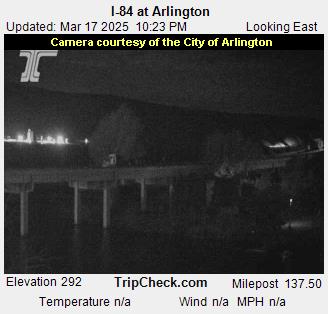 I-84 at Arlington
Updated: Mar 17 2025 10:23 PM Looking East
Camera courtesy of the City of Arlington
Elevation 292 TripCheck.com Milepost 137.50
Temperature n/a Wind n/a MPH n/a